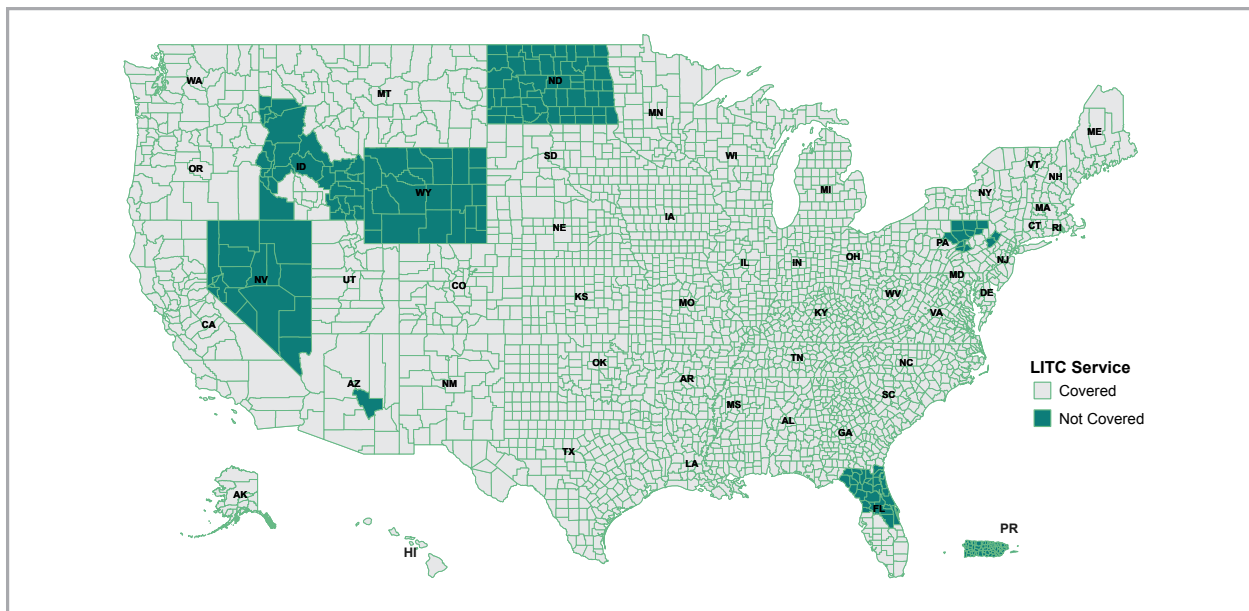 WA
MT
ND
MN
ME
OR
ID
SD
WI
VT
NH
WY
MI
NY
MA
IA
NE
CT
RI
PA
NV
UT
CO
IL
IN
OH
NJ
MD
KS
MO
WV
DE
CA
KY
VA
TN
NC
OK
AZ
NM
AR
SC
MS
AL
GA
TX
LA
AK
FL
HI
PR
LITC Service
Covered
Not Covered